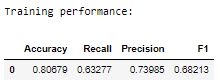 Training performance:
Accuracy Recall Precision F1
0 0.80679 0.63277 0.73985 0.68213